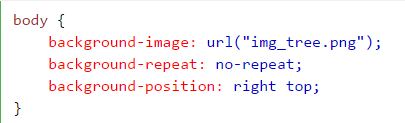 body {
    background-image: url("img_tree.png");
    background-repeat: no-repeat;
    background-position: right top;
}